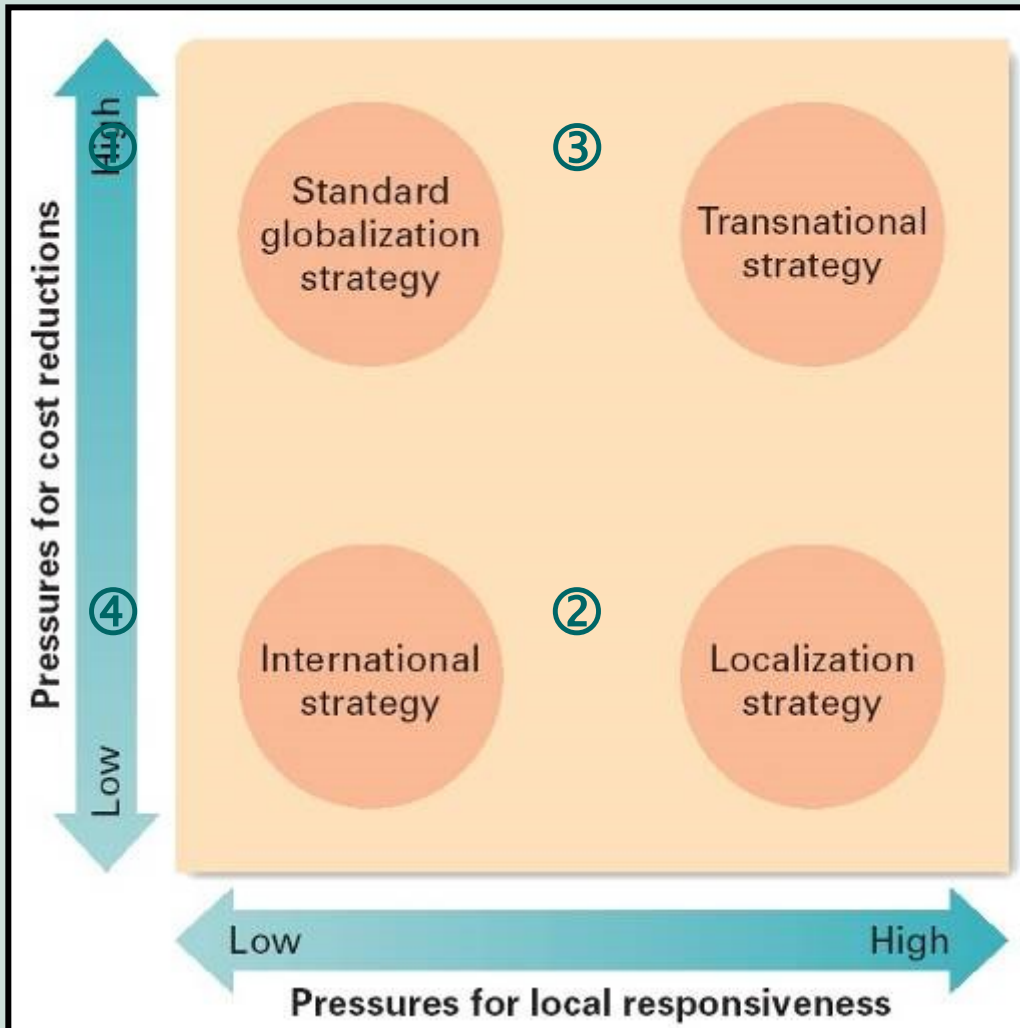 Pressures for cost reductions
High
①
③
Standard
globalization
strategy
Transnational
strategy
④
②
International
strategy
Localization
strategy
Low
Low
High
Pressures for local responsiveness